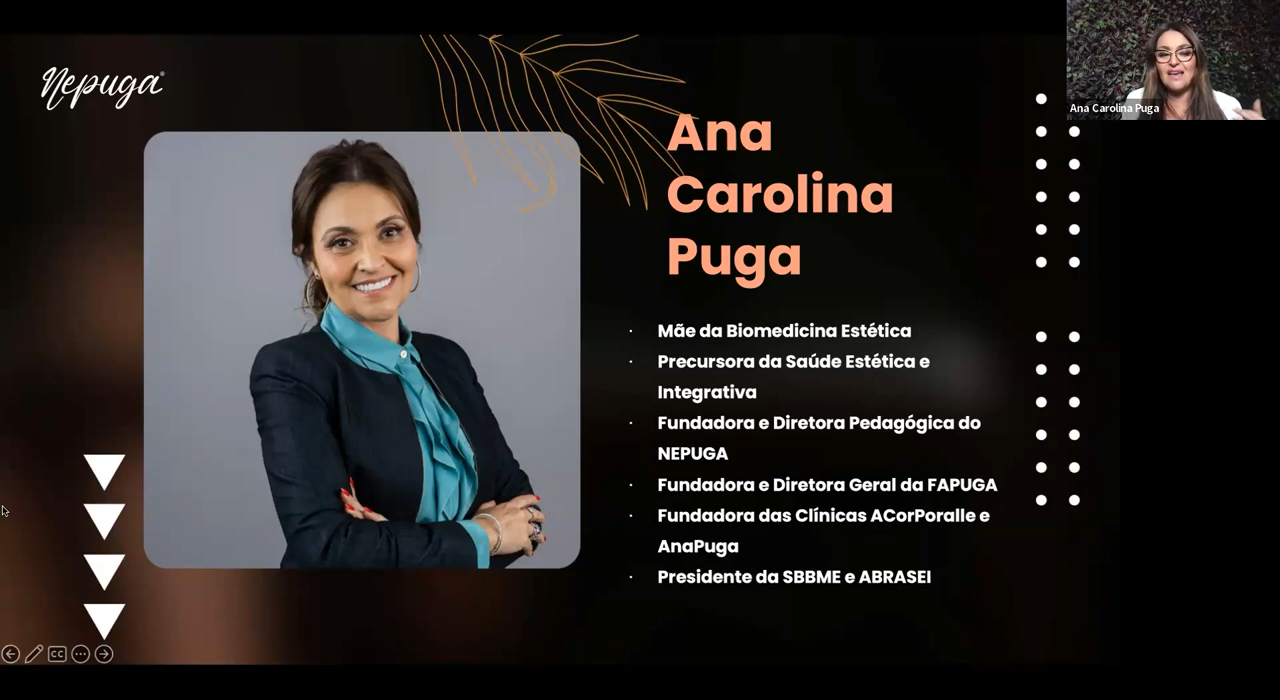 Nepuga®
Ana
Carolina
Puga
· Mãe da Biomedicina Estética
· Precursora da Saúde Estética e
Integrativa
· Fundadora e Diretora Pedagógica do
NEPUGA
· Fundadora e Diretora Geral da FAPUGA
· Fundadora das Clínicas ACorPoralle e
AnaPuga
· Presidente da SBBME e ABRASEI
Ana Carolina Puga
CC